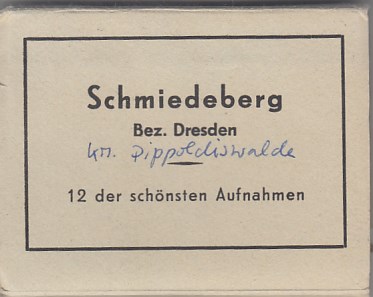 Schmiedeberg
Bez. Dresden
Kr. Dippoldiswalde
12 der schönsten Aufnahmen